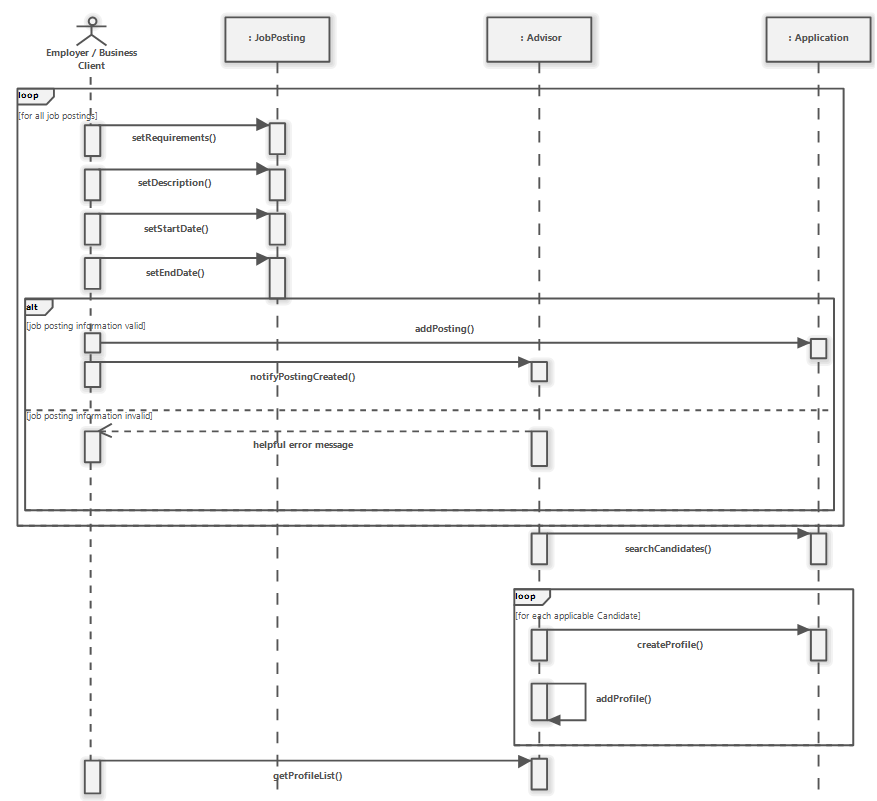 Employer / Business
Client
: JobPosting
: Advisor
: Application
loop
[for all job postings]
setRequirements()
setDescription()
setStartDate()
setEndDate()
alt
[job posting information valid]
addPosting()
notifyPostingCreated()
[job posting information invalid]
helpful error message
searchCandidates()
loop
[for each applicable Candidate]
createProfile()
addProfile()
getProfileList()